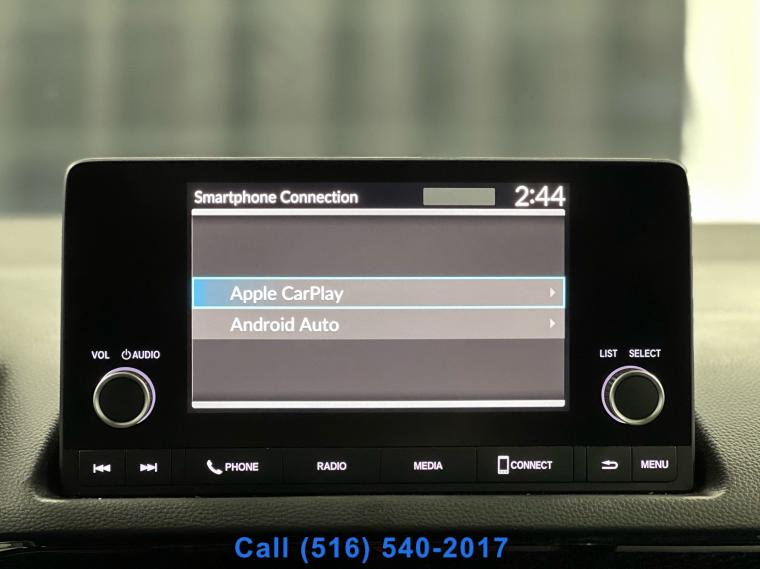 Smartphone Connection 2:44
Apple CarPlay
Android Auto
VOL AUDIO LIST SELECT
PHONE RADIO MEDIA CONNECT MENU
Call (516) 540-2017